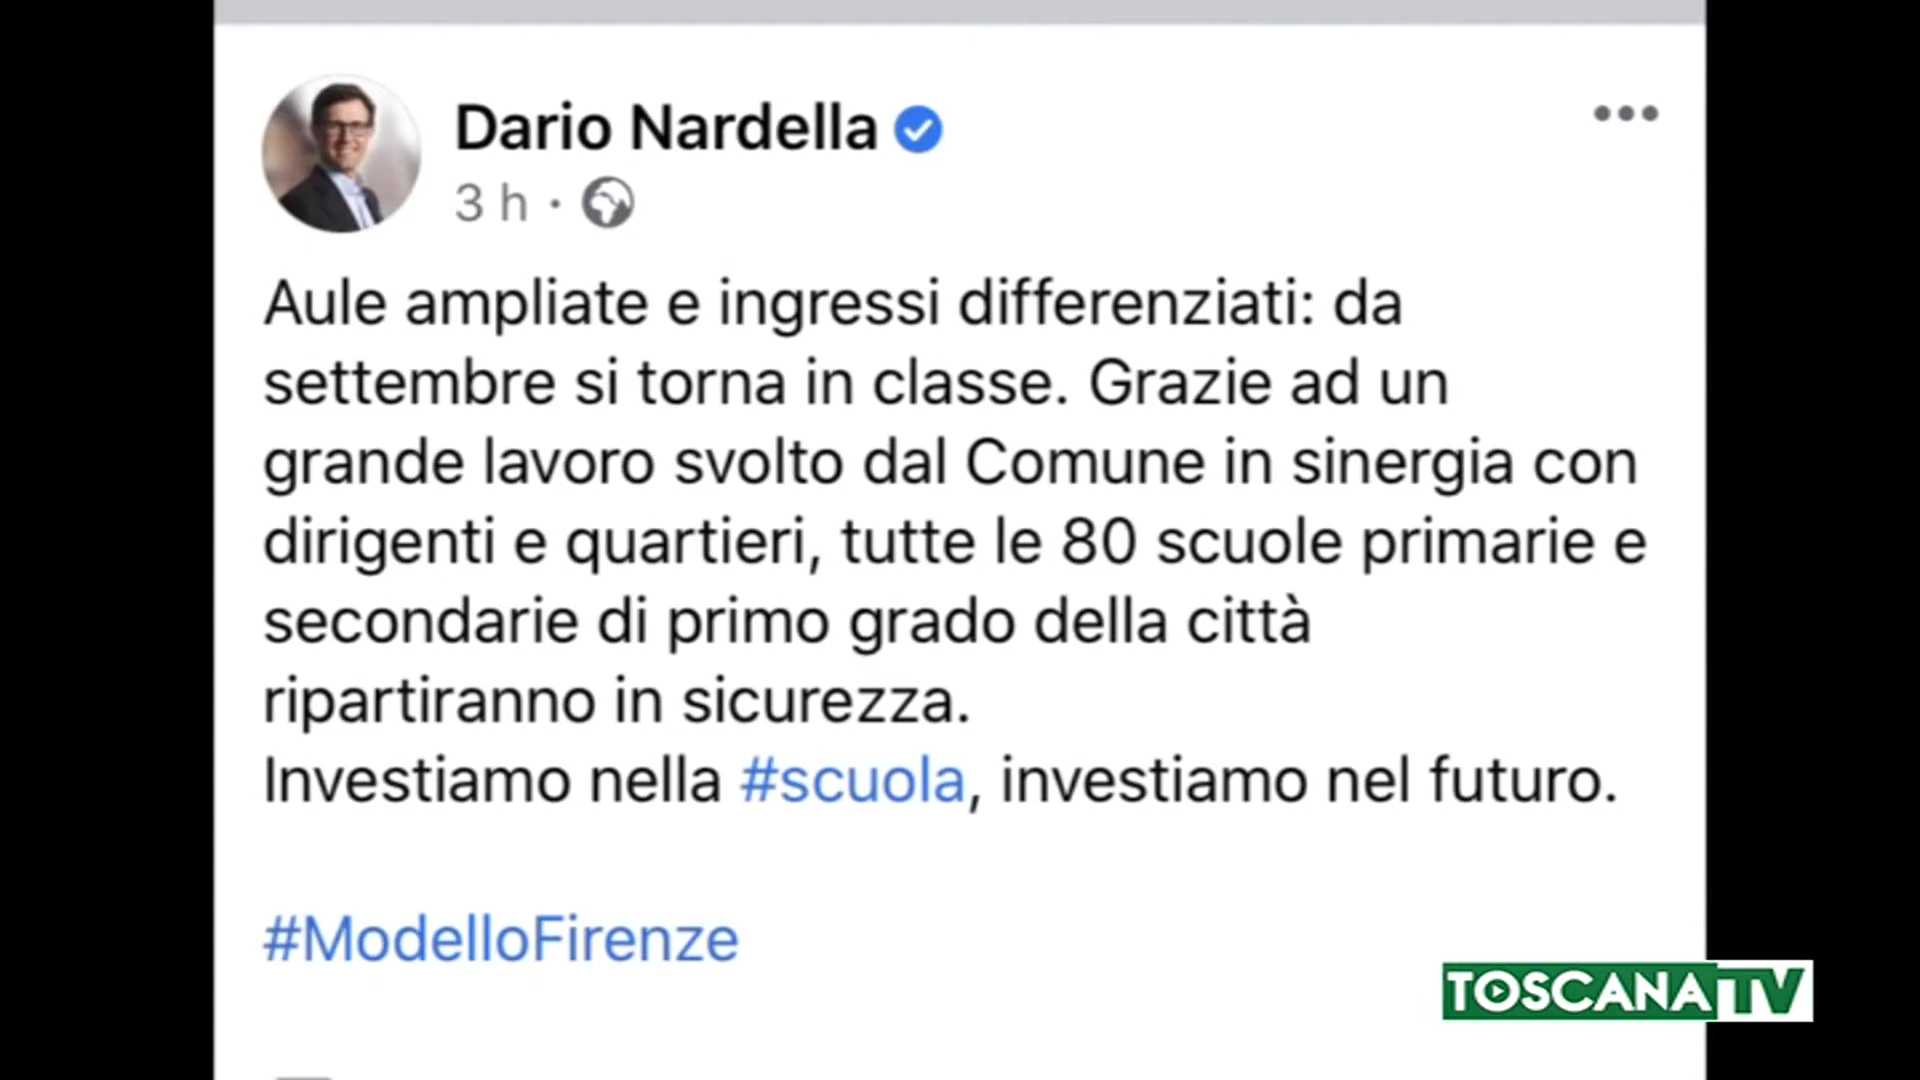 Dario Nardella
3 h ·
Aule ampliate e ingressi differenziati: da
settembre si torna in classe. Grazie ad un
grande lavoro svolto dal Comune in sinergia con
dirigenti e quartieri, tutte le 80 scuole primarie e
secondarie di primo grado della città
ripartiranno in sicurezza.
Investiamo nella #scuola, investiamo nel futuro.
#ModelloFirenze
TOSCANA TV